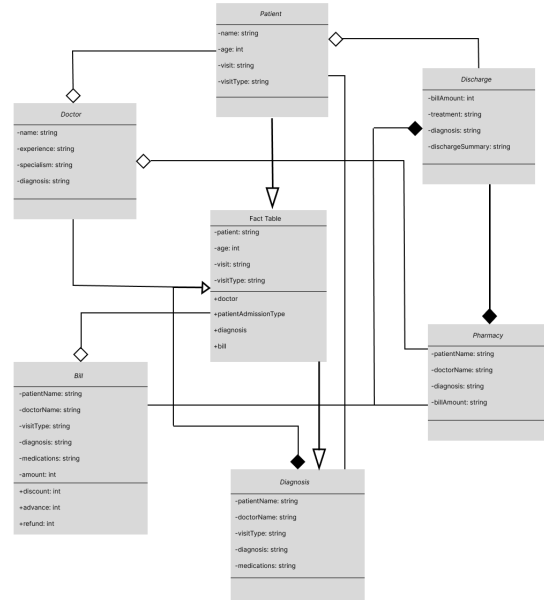 Patient
-name: string
-age: int
-visit: string
-visitType: string
Discharge
-billAmount: int
-treatment: string
-diagnosis: string
-dischargeSummary: string
Doctor
-name: string
-experience: string
-specialism: string
-diagnosis: string
Fact Table
-patient: string
-age: int
-visit: string
-visitType: string
+doctor
+patientAdmissionType
+diagnosis
+bill
Pharmacy
-patientName: string
-doctorName: string
-diagnosis: string
-billAmount: string
Bill
-patientName: string
-doctorName: string
-visitType: string
-diagnosis: string
-medications: string
-amount: int
+discount: int
+advance: int
+refund: int
Diagnosis
-patientName: string
-doctorName: string
-visitType: string
-diagnosis: string
-medications: string